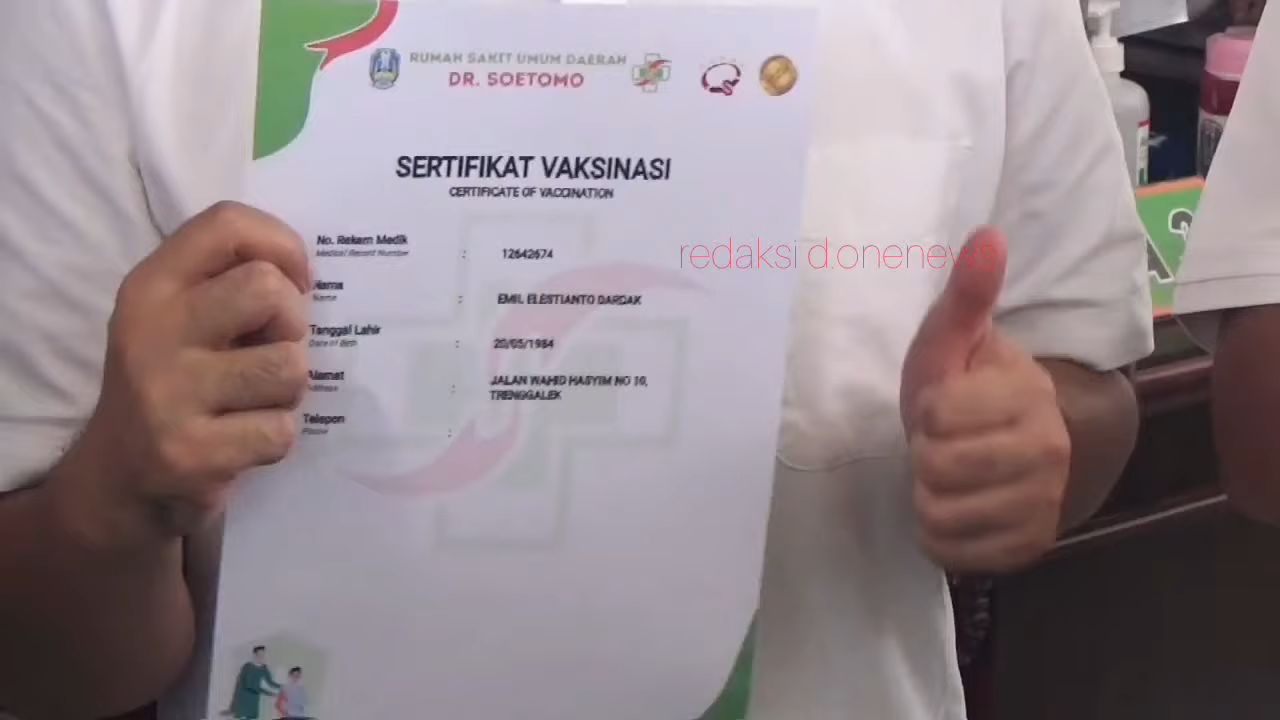 RUMAH SAKIT UMUM DAERAH
DR. SOETOMO
SERTIFIKAT VAKSINASI
CERTIFICATE OF VACCINATION
No. Rekam Medik : 12642674
Medical Record Number
Nama : EMIL ELESTIANTO DARDAK
Name
Tanggal Lahir : 20/05/1984
Date of Birth
Alamat : JALAN WAHID HASYIM NO 10,
Address TRENGGALEK
Telepon :
Phone
redaksi d.onenews